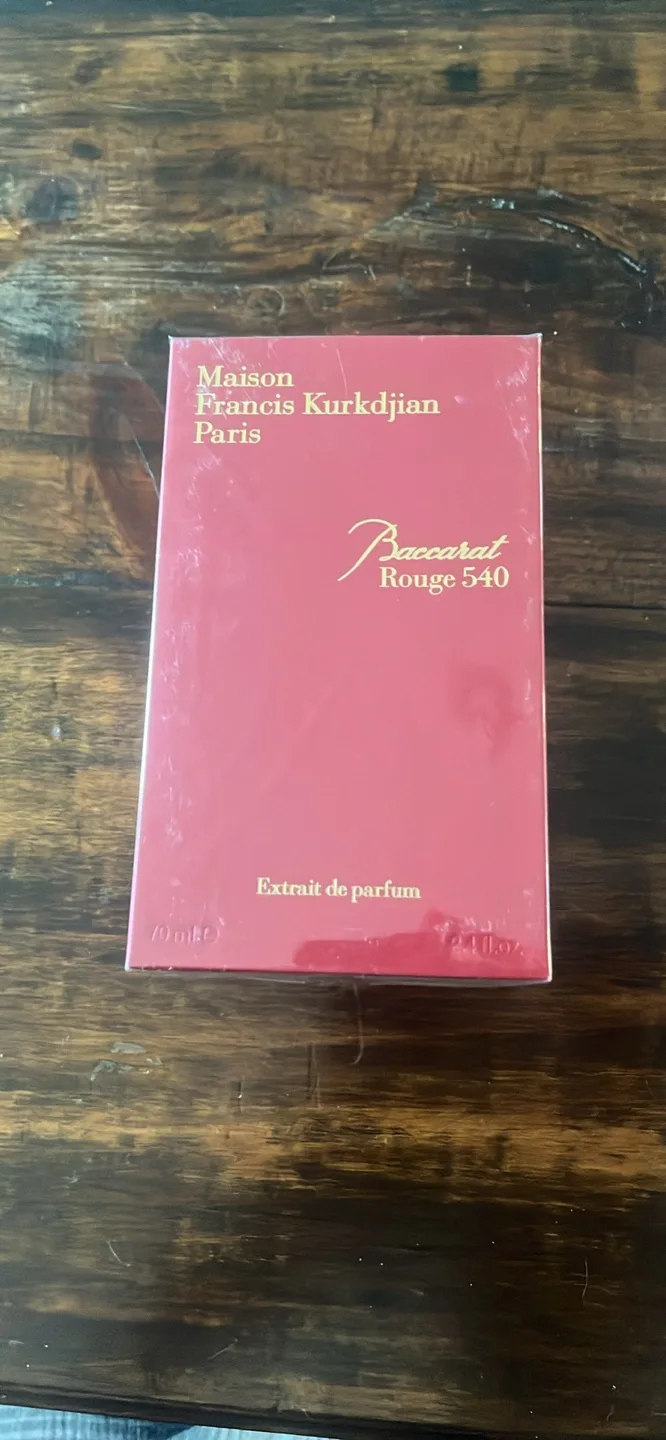 Maison
Francis Kurkdjian
Paris
Baccarat
Rouge 540
Extrait de parfum
70 ml.℮
2.4 fl.oz.